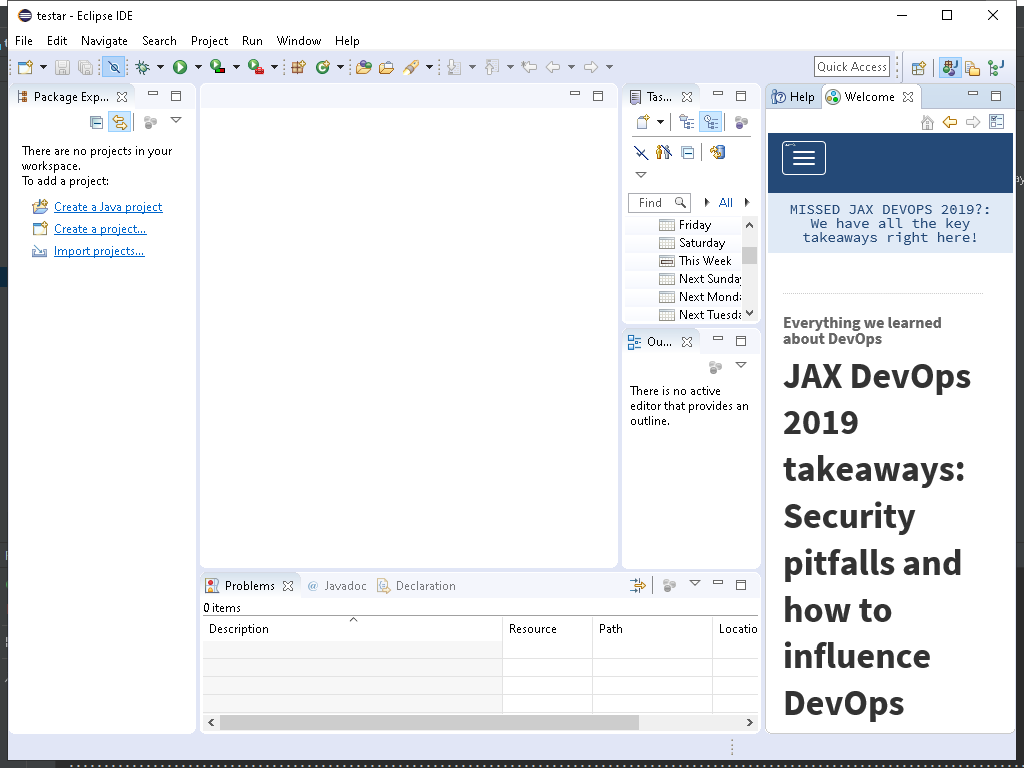 testar - Eclipse IDE
File Edit Navigate Search Project Run Window Help
Quick Access
Package Exp...
There are no projects in your
workspace.
To add a project:
Create a Java project
Create a project...
Import projects...
Tas...
Find
All
Friday
Saturday
This Week
Next Sunday
Next Monda
Next Tuesda
Ou...
There is no active
editor that provides an
outline.
Help Welcome
MISSED JAX DEVOPS 2019?:
We have all the key
takeaways right here!
Everything we learned
about DevOps
JAX DevOps
2019
takeaways:
Security
pitfalls and
how to
influence
DevOps
Problems @ Javadoc Declaration
0 items
Description Resource Path Locatio